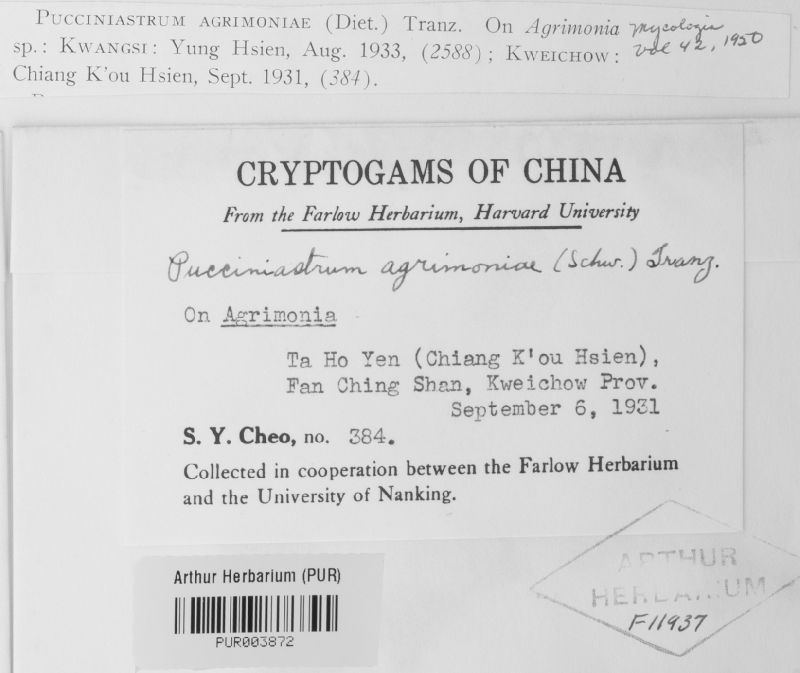 PUCCINIASTRUM AGRIMONIAE (Diet.) Tranz. On Agrimonia
sp.: KWANGSI: Yung Hsien, Aug. 1933, (2588); KWEICHOW:
Chiang K'ou Hsien, Sept. 1931, (384).
Mycologia
vol 42, 1950
CRYPTOGAMS OF CHINA
From the Farlow Herbarium, Harvard University
Pucciniastrum agrimoniae (Schw.) Tranz.
On Agrimonia
Ta Ho Yen (Chiang K'ou Hsien),
Fan Ching Shan, Kweichow Prov.
September 6, 1931
S. Y. Cheo, no. 384.
Collected in cooperation between the Farlow Herbarium
and the University of Nanking.
Arthur Herbarium (PUR)
PUR003872
ARTHUR
HERBARIUM
F11937